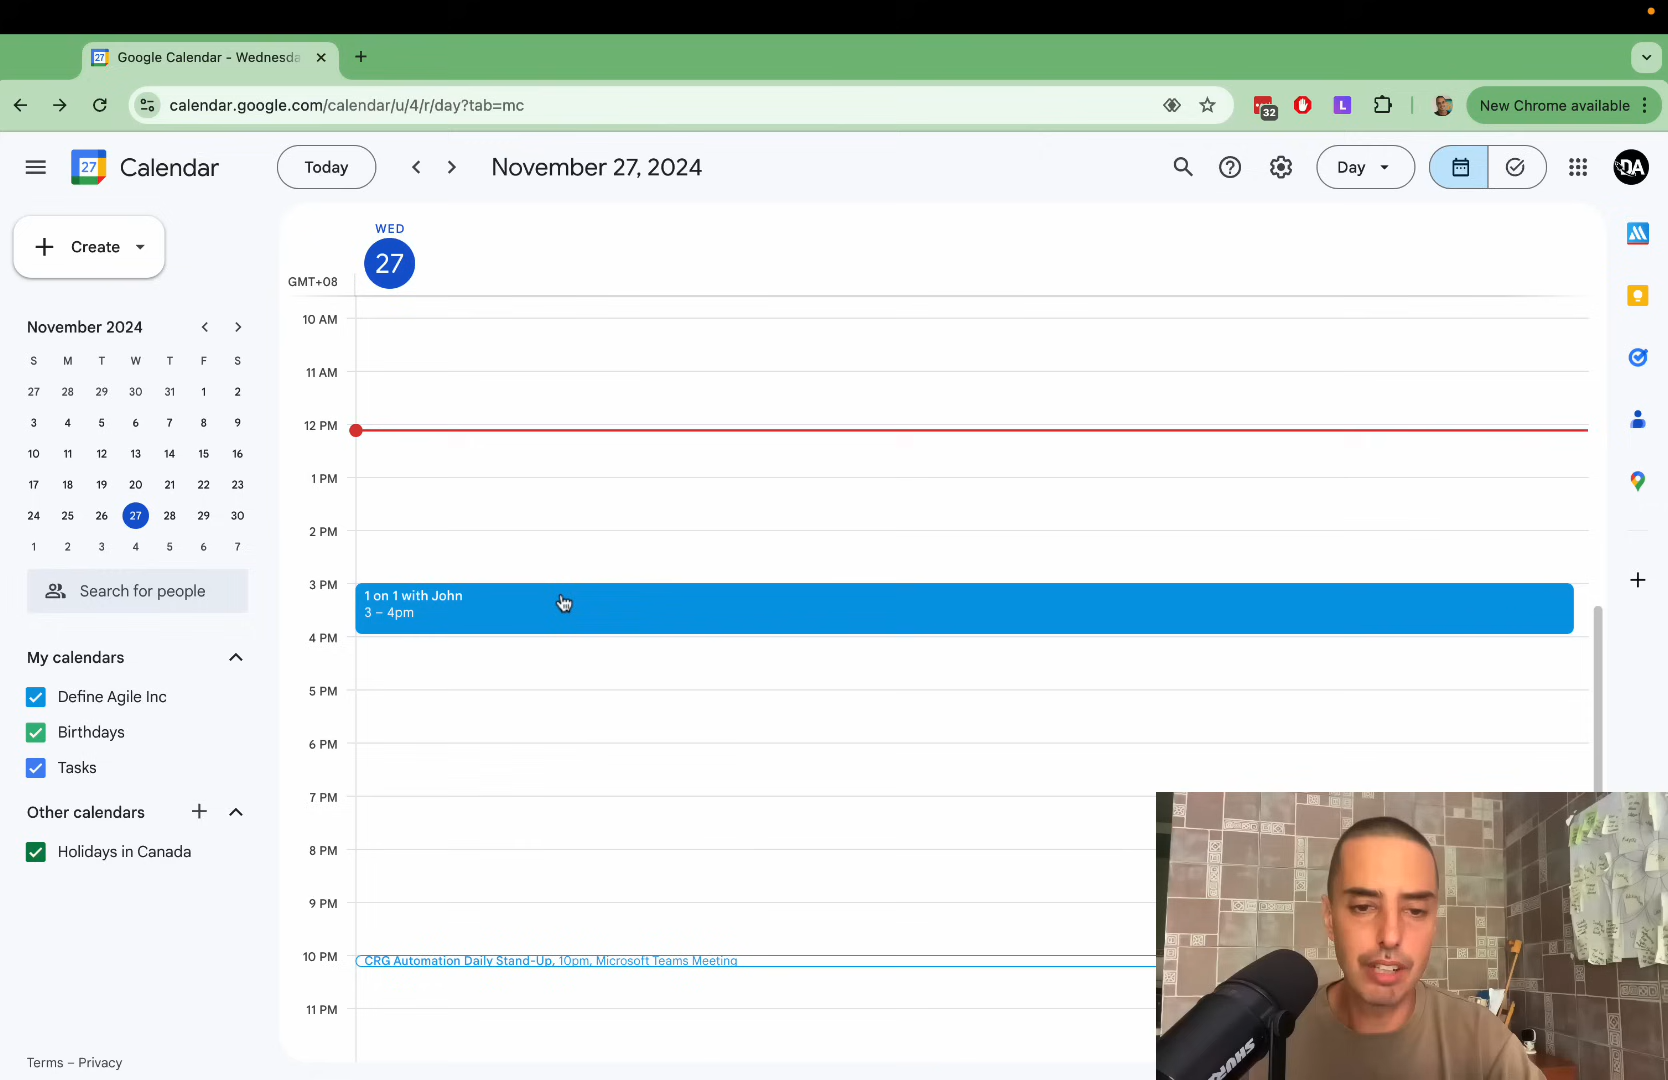 Google Calendar - Wednesda
calendar.google.com/calendar/u/4/r/day?tab=mc
32
L
New Chrome available
27
Calendar
Today
November 27, 2024
Day
DA
Create
WED
27
GMT+08
November 2024
S M T W T F S
27 28 29 30 31 1 2
3 4 5 6 7 8 9
10 11 12 13 14 15 16
17 18 19 20 21 22 23
24 25 26 27 28 29 30
1 2 3 4 5 6 7
Search for people
My calendars
Define Agile Inc
Birthdays
Tasks
Other calendars
Holidays in Canada
Terms – Privacy
10 AM
11 AM
12 PM
1 PM
2 PM
3 PM
1 on 1 with John
3 – 4pm
4 PM
5 PM
6 PM
7 PM
8 PM
9 PM
10 PM
CRG Automation Daily Stand-Up, 10pm, Microsoft Teams Meeting
11 PM
SHURE